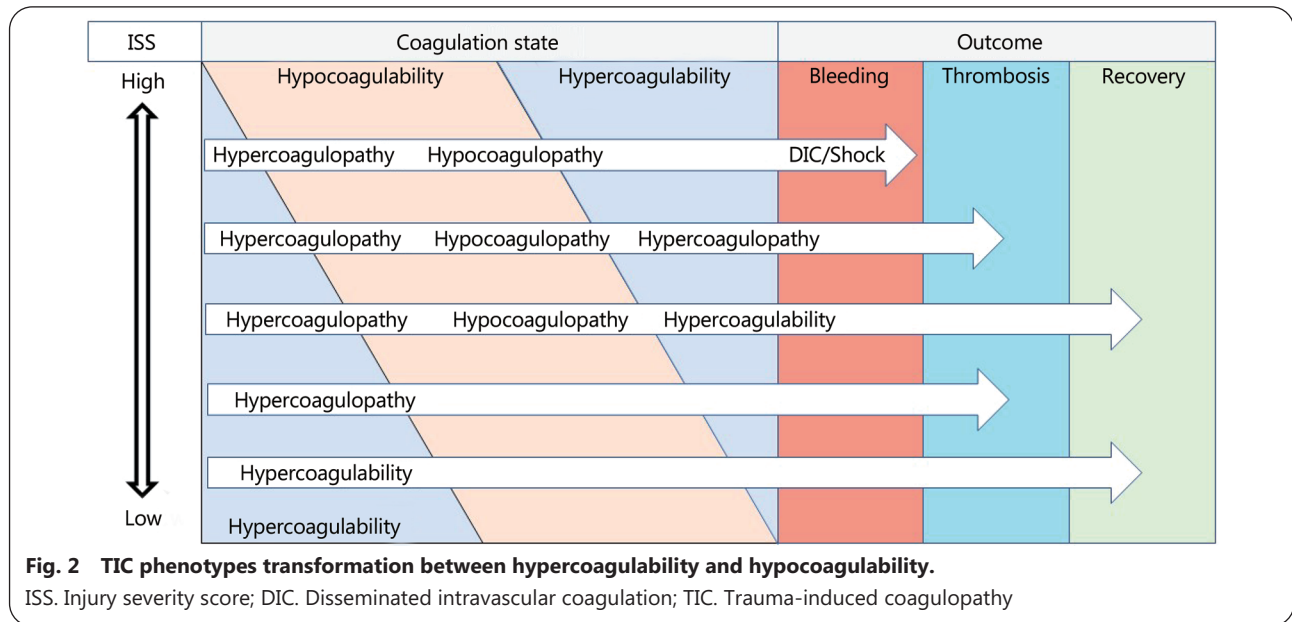 ISS Coagulation state Outcome
High Hypocoagulability Hypercoagulability Bleeding Thrombosis Recovery
Hypercoagulopathy Hypocoagulopathy DIC/Shock
Hypercoagulopathy Hypocoagulopathy Hypercoagulopathy
Hypercoagulopathy Hypocoagulopathy Hypercoagulability
Hypercoagulopathy
Hypercoagulability
Low
Hypercoagulability
Fig. 2 TIC phenotypes transformation between hypercoagulability and hypocoagulability.
ISS. Injury severity score; DIC. Disseminated intravascular coagulation; TIC. Trauma-induced coagulopathy